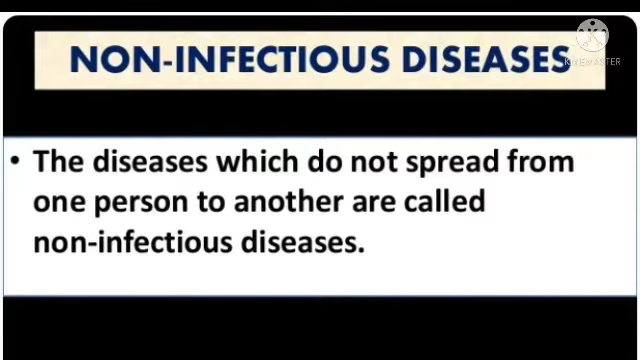 NON-INFECTIOUS DISEASES
KINEMASTER
• The diseases which do not spread from
one person to another are called
non-infectious diseases.